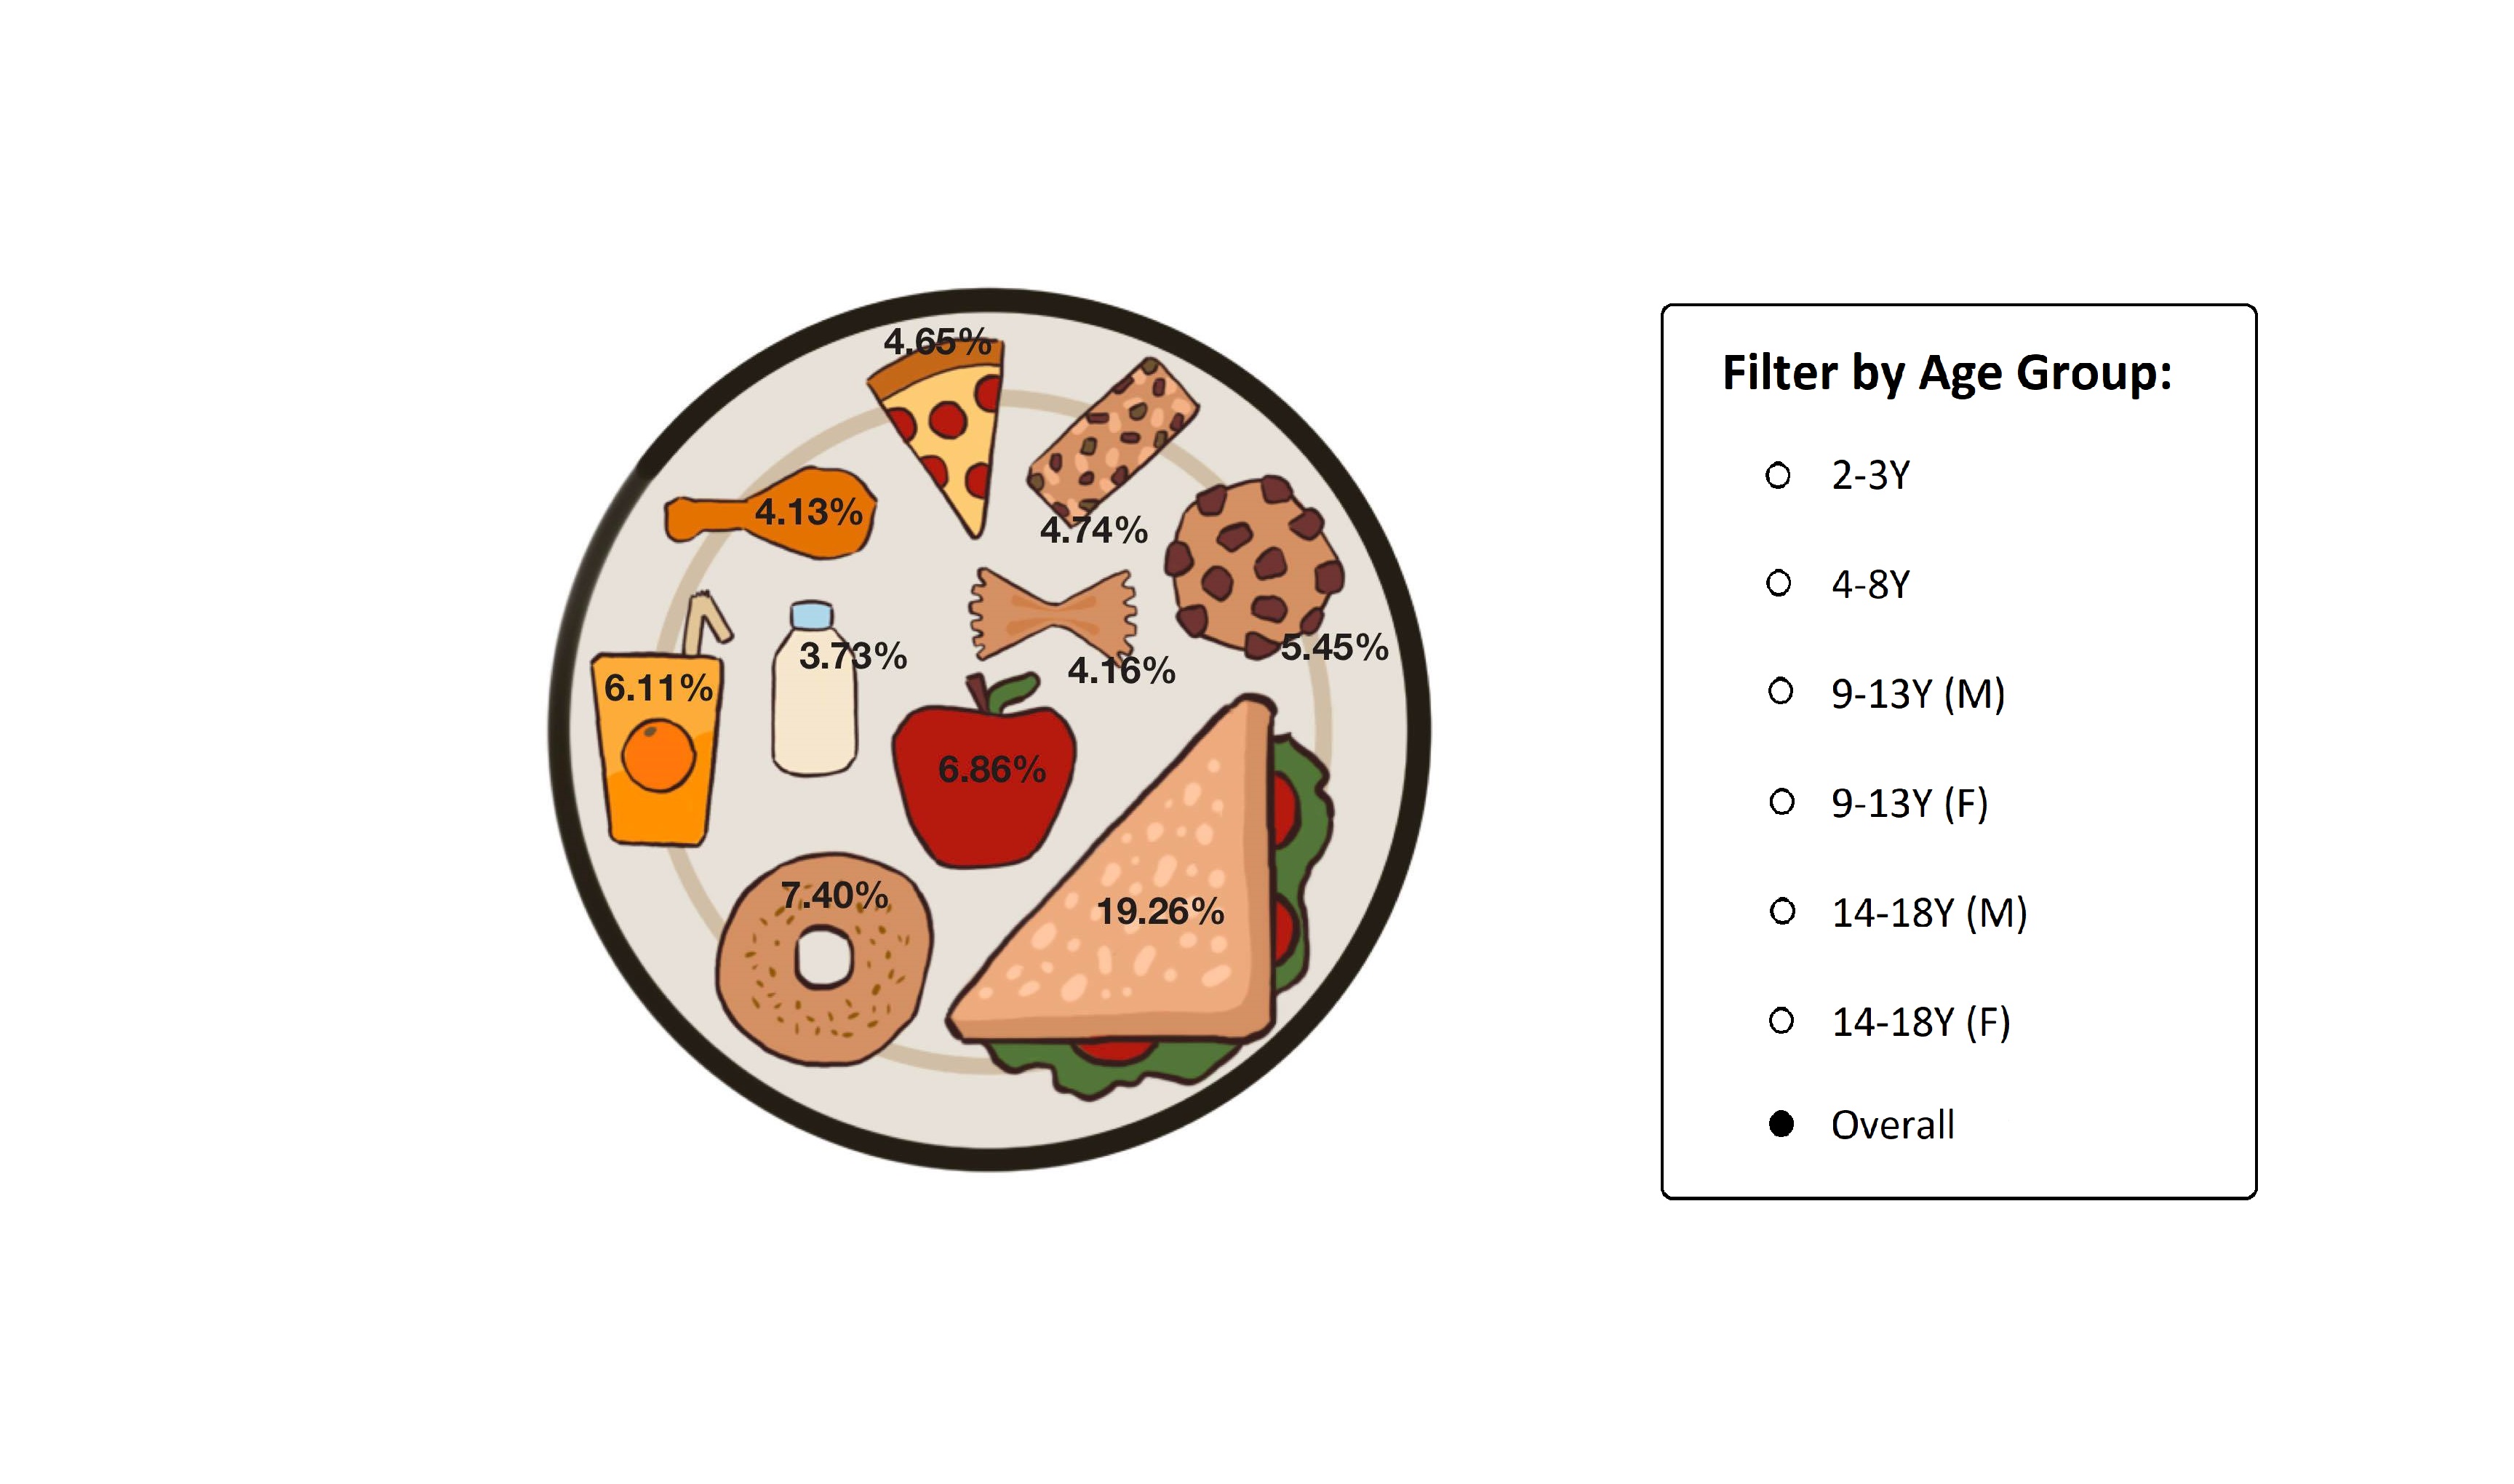 4.65%
4.74%
4.13%
5.45%
3.73%
4.16%
6.11%
6.86%
7.40%
19.26%
Filter by Age Group:
2-3Y
4-8Y
9-13Y (M)
9-13Y (F)
14-18Y (M)
14-18Y (F)
Overall